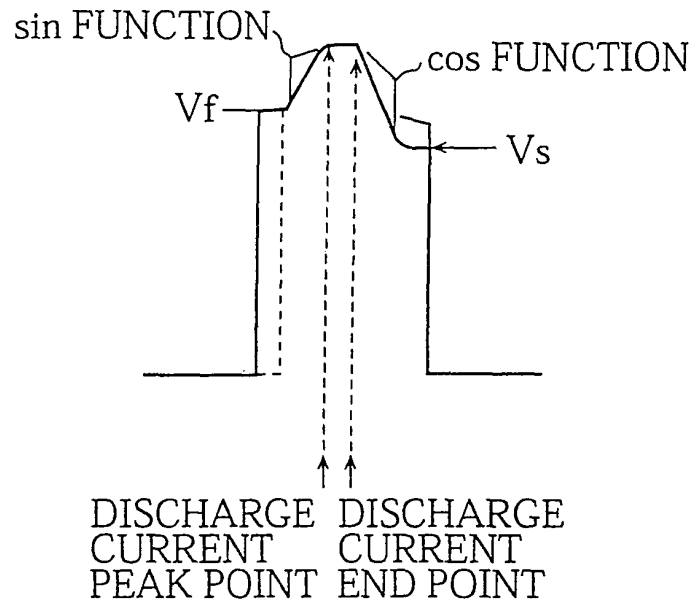 sin FUNCTION
cos FUNCTION
Vf
Vs
DISCHARGE CURRENT PEAK POINT
DISCHARGE CURRENT END POINT